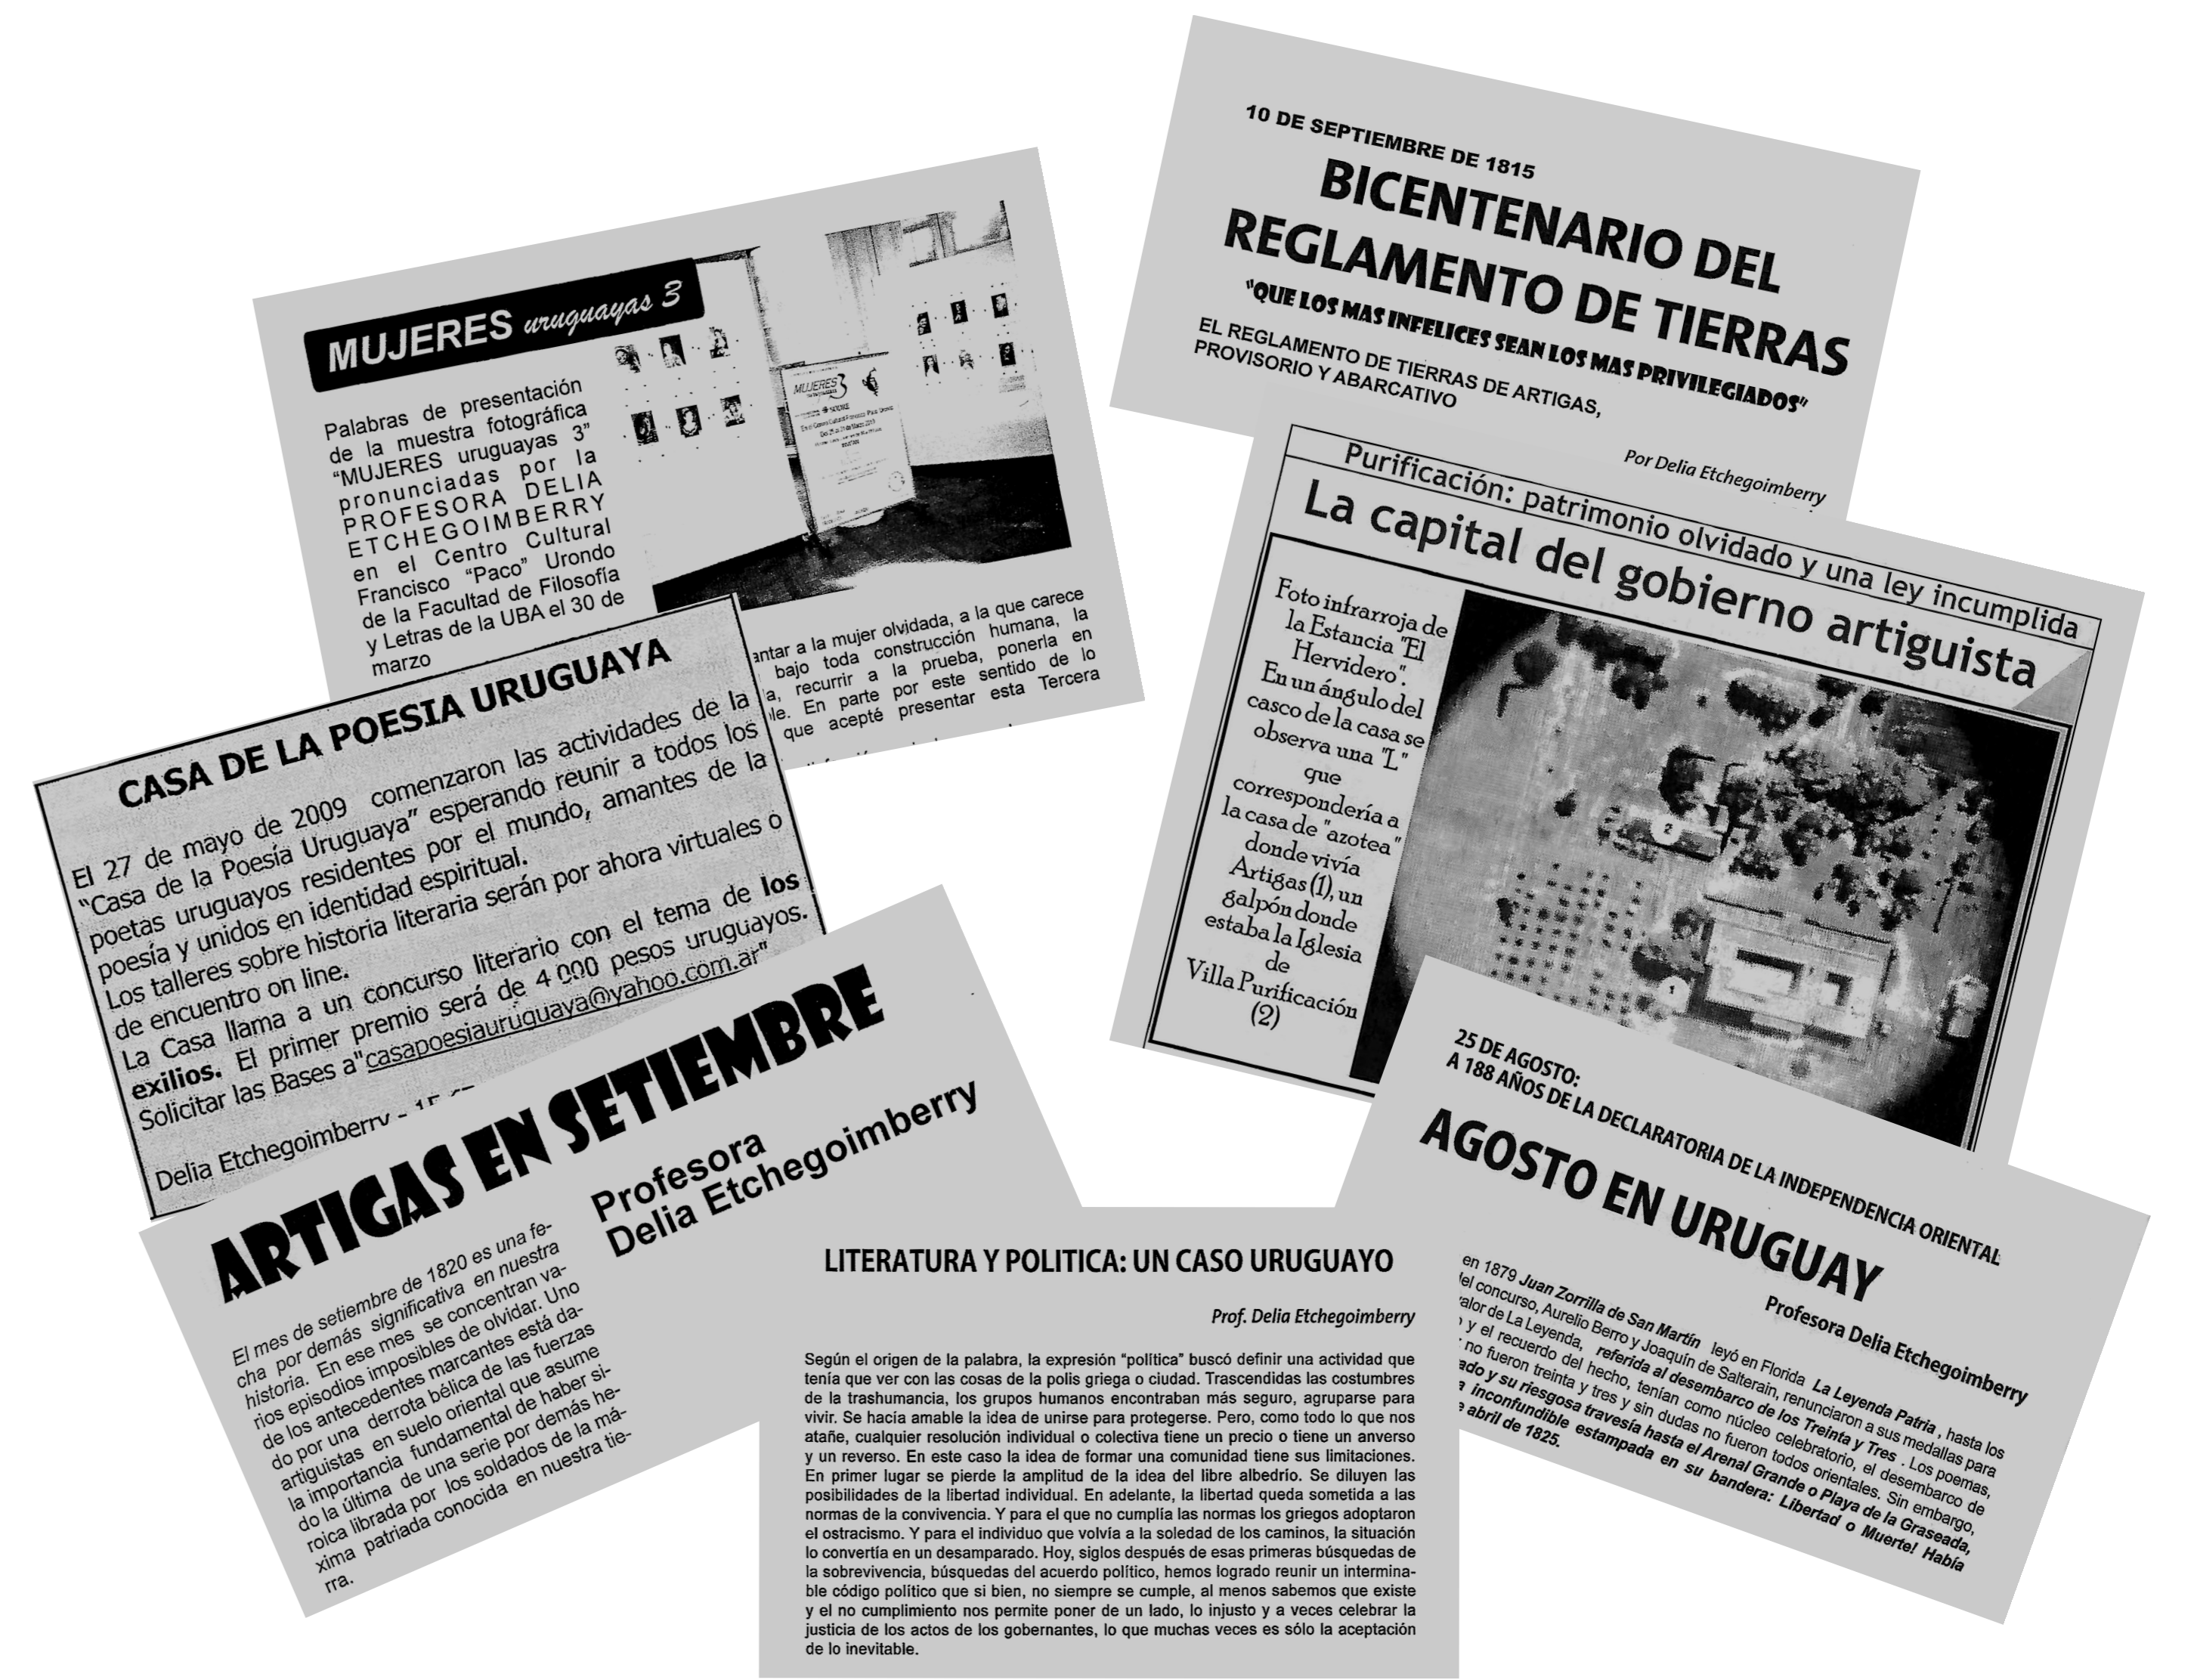 MUJERES uruguayas 3
Palabras de presentación
de la muestra fotográfica
“MUJERES uruguayas 3”
pronunciadas por la
PROFESORA DELIA
ETCHEGOIMBERRY
en el Centro Cultural
Francisco “Paco” Urondo
de la Facultad de Filosofía
y Letras de la UBA el 30 de
marzo
MUJERES 3
antar a la mujer olvidada, a la que carece
bajo toda construcción humana, la
a, recurrir a la prueba, ponerla en
le. En parte por este sentido de lo
que acepté presentar esta Tercera
10 DE SEPTIEMBRE DE 1815
BICENTENARIO DEL
REGLAMENTO DE TIERRAS
“QUE LOS MAS INFELICES SEAN LOS MAS PRIVILEGIADOS”
EL REGLAMENTO DE TIERRAS DE ARTIGAS,
PROVISORIO Y ABARCATIVO
Por Delia Etchegoimberry
Purificación: patrimonio olvidado y una ley incumplida
La capital del gobierno artiguista
Foto infrarroja de
la Estancia "El
Hervidero".
En un ángulo del
casco de la casa se
observa una "L"
que
correspondería a
la casa de "azotea"
donde vivía
Artigas (1), un
galpón donde
estaba la Iglesia
de
Villa Purificación
(2)
2
1
CASA DE LA POESIA URUGUAYA
El 27 de mayo de 2009 comenzaron las actividades de la
“Casa de la Poesía Uruguaya” esperando reunir a todos los
poetas uruguayos residentes por el mundo, amantes de la
poesía y unidos en identidad espiritual.
Los talleres sobre historia literaria serán por ahora virtuales o
de encuentro on line.
La Casa llama a un concurso literario con el tema de los
exilios. El primer premio será de 4 000 pesos uruguayos.
Solicitar las Bases a"casapoesiauruguaya@yahoo.com.ar"
Delia Etchegoimberry -
ARTIGAS EN SETIEMBRE
Profesora
Delia Etchegoimberry
El mes de setiembre de 1820 es una fe-
cha por demás significativa en nuestra
historia. En ese mes se concentran va-
rios episodios imposibles de olvidar. Uno
de los antecedentes marcantes está da-
do por una derrota bélica de las fuerzas
artiguistas en suelo oriental que asume
la importancia fundamental de haber si-
do la última de una serie por demás he-
roica librada por los soldados de la má-
xima patriada conocida en nuestra tie-
rra.
25 DE AGOSTO:
A 188 AÑOS DE LA DECLARATORIA DE LA INDEPENDENCIA ORIENTAL
AGOSTO EN URUGUAY
Profesora Delia Etchegoimberry
en 1879 Juan Zorrilla de San Martín leyó en Florida La Leyenda Patria, hasta los
del concurso, Aurelio Berro y Joaquín de Salterain, renunciaron a sus medallas para
valor de La Leyenda, referida al desembarco de los Treinta y Tres. Los poemas,
y el recuerdo del hecho, tenían como núcleo celebratorio, el desembarco de
no fueron treinta y tres y sin dudas no fueron todos orientales. Sin embargo,
ado y su riesgosa travesía hasta el Arenal Grande o Playa de la Graseada,
a inconfundible estampada en su bandera: Libertad o Muerte! Había
e abril de 1825.
LITERATURA Y POLITICA: UN CASO URUGUAYO
Prof. Delia Etchegoimberry
Según el origen de la palabra, la expresión “política” buscó definir una actividad que
tenía que ver con las cosas de la polis griega o ciudad. Trascendidas las costumbres
de la trashumancia, los grupos humanos encontraban más seguro, agruparse para
vivir. Se hacía amable la idea de unirse para protegerse. Pero, como todo lo que nos
atañe, cualquier resolución individual o colectiva tiene un precio o tiene un anverso
y un reverso. En este caso la idea de formar una comunidad tiene sus limitaciones.
En primer lugar se pierde la amplitud de la idea del libre albedrío. Se diluyen las
posibilidades de la libertad individual. En adelante, la libertad queda sometida a las
normas de la convivencia. Y para el que no cumplía las normas los griegos adoptaron
el ostracismo. Y para el individuo que volvía a la soledad de los caminos, la situación
lo convertía en un desamparado. Hoy, siglos después de esas primeras búsquedas de
la sobrevivencia, búsquedas del acuerdo político, hemos logrado reunir un intermina-
ble código político que si bien, no siempre se cumple, al menos sabemos que existe
y el no cumplimiento nos permite poner de un lado, lo injusto y a veces celebrar la
justicia de los actos de los gobernantes, lo que muchas veces es sólo la aceptación
de lo inevitable.